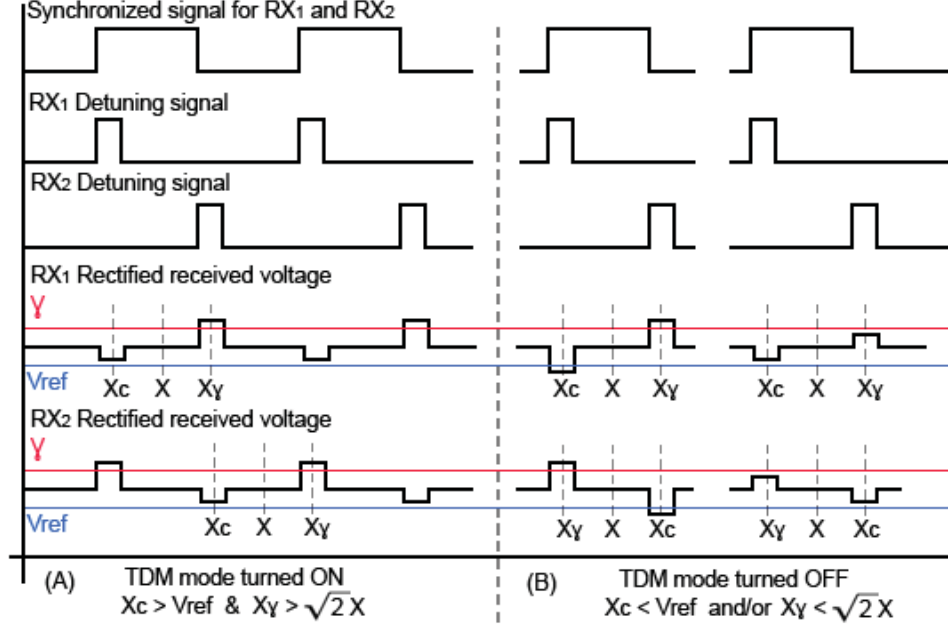 Synchronized signal for RX₁ and RX₂
RX₁ Detuning signal
RX₂ Detuning signal
RX₁ Rectified received voltage
γ
Vref
Xc X Xγ Xc X Xγ Xc X Xγ
RX₂ Rectified received voltage
γ
Vref
Xc X Xγ Xγ X Xc Xγ X Xc
(A) TDM mode turned ON
Xc > Vref & Xγ > √2 X
(B) TDM mode turned OFF
Xc < Vref and/or Xγ < √2 X